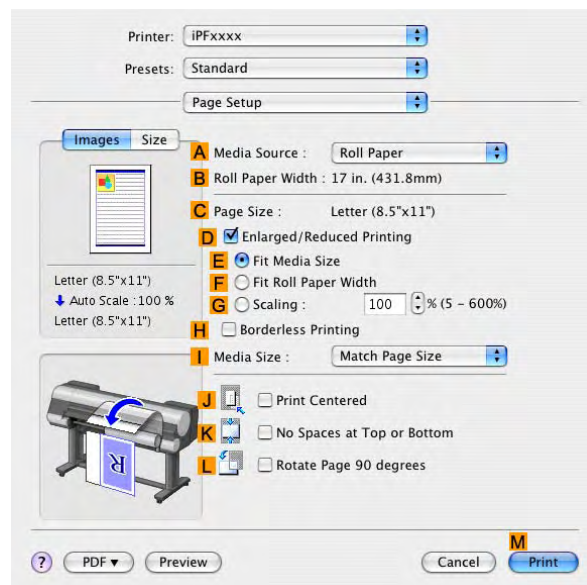 Printer: iPFxxxx
Presets: Standard
Page Setup
Images Size
A Media Source : Roll Paper
B Roll Paper Width : 17 in. (431.8mm)
C Page Size : Letter (8.5"x11")
D Enlarged/Reduced Printing
E Fit Media Size
F Fit Roll Paper Width
G Scaling : 100 % (5 - 600%)
H Borderless Printing
I Media Size : Match Page Size
Letter (8.5"x11")
Auto Scale :100 %
Letter (8.5"x11")
J Print Centered
K No Spaces at Top or Bottom
L Rotate Page 90 degrees
R
M
? PDF Preview Cancel Print